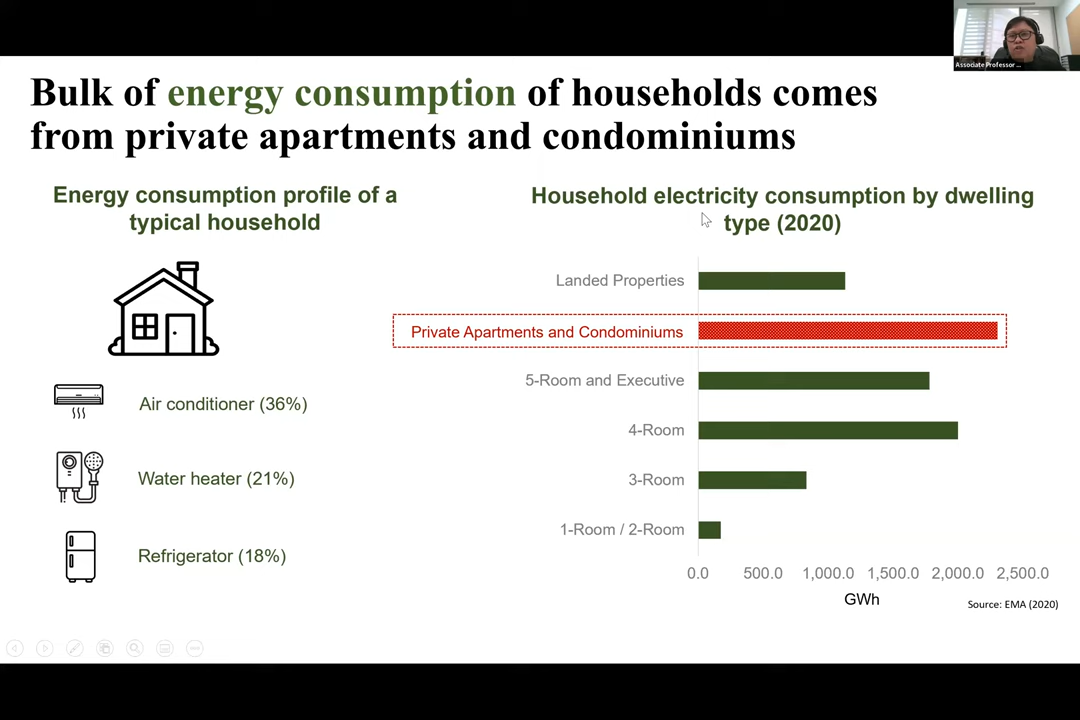 Associate Professor ...
Bulk of energy consumption of households comes
from private apartments and condominiums
Energy consumption profile of a
typical household
Air conditioner (36%)
Water heater (21%)
Refrigerator (18%)
Household electricity consumption by dwelling
type (2020)
Landed Properties
Private Apartments and Condominiums
5-Room and Executive
4-Room
3-Room
1-Room / 2-Room
0.0 500.0 1,000.0 1,500.0 2,000.0 2,500.0
GWh
Source: EMA (2020)